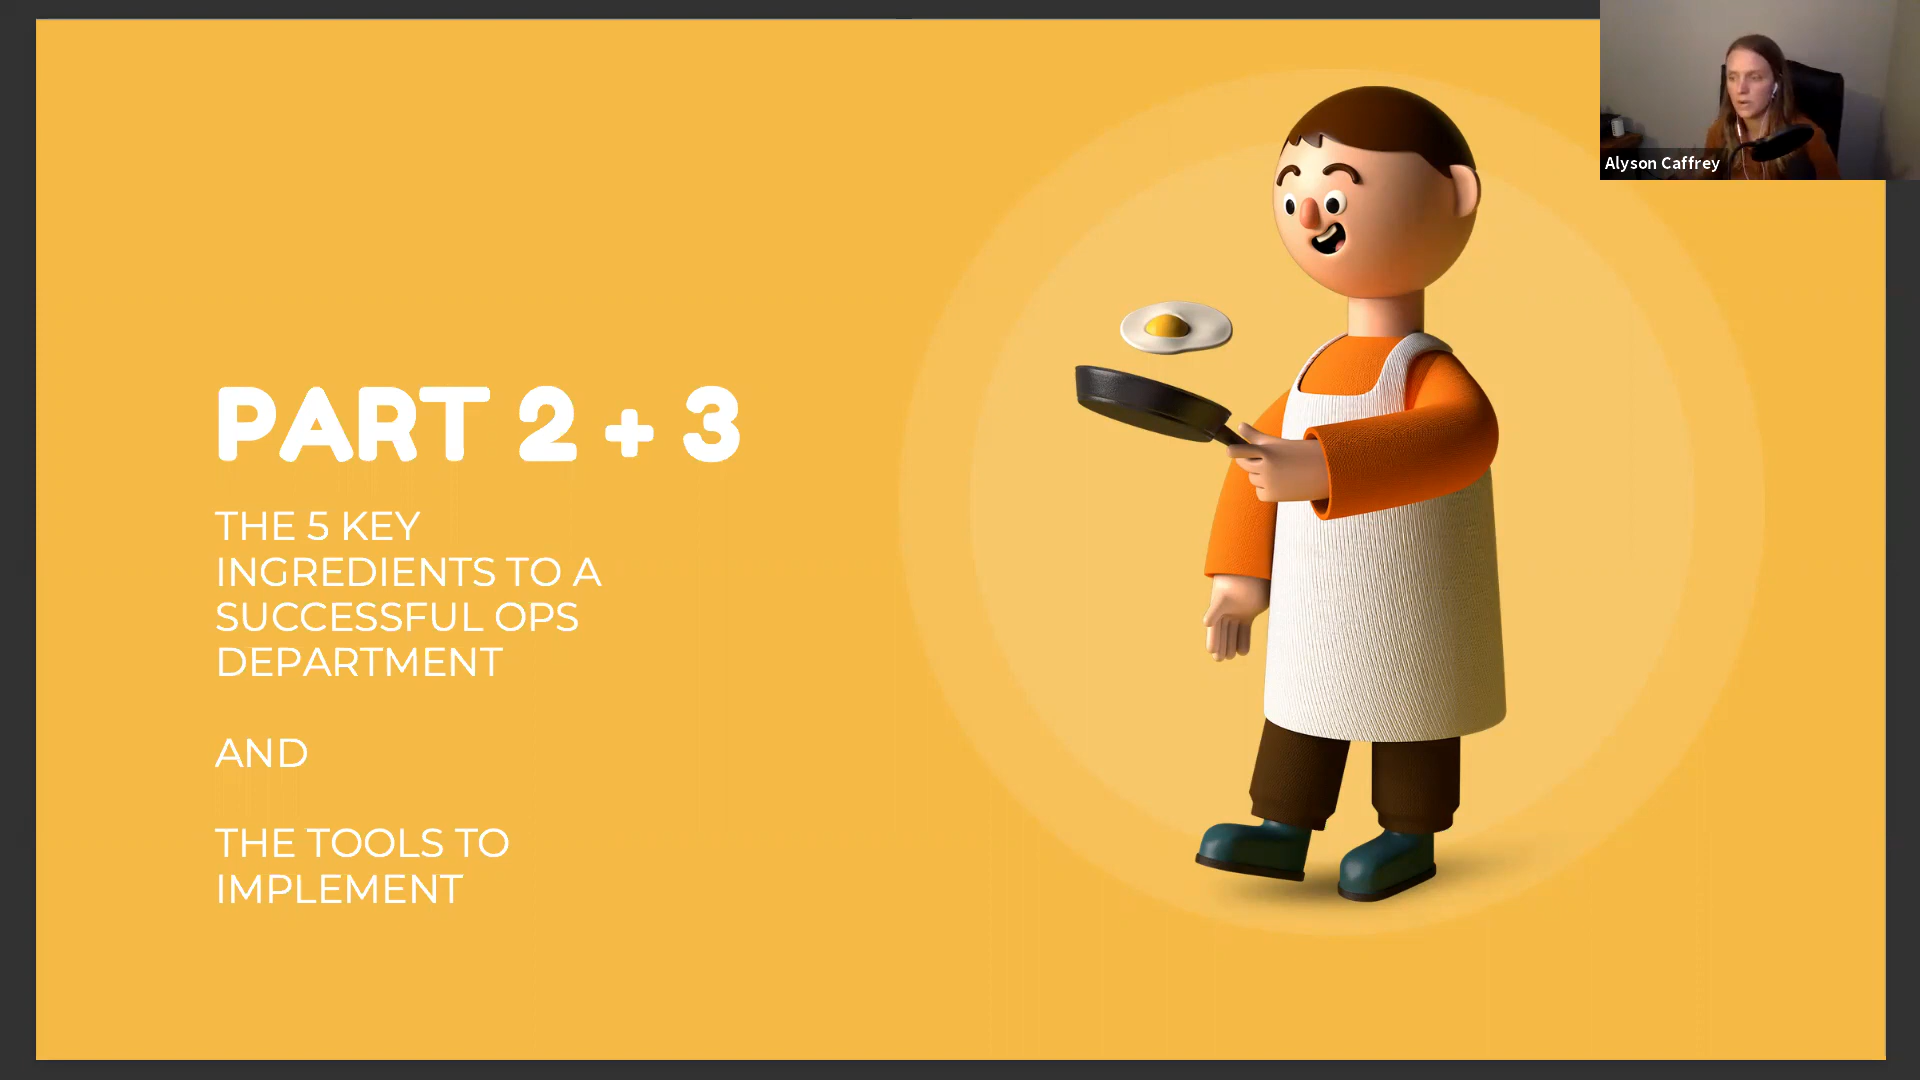 Alyson Caffrey
PART 2 + 3
THE 5 KEY
INGREDIENTS TO A
SUCCESSFUL OPS
DEPARTMENT
AND
THE TOOLS TO
IMPLEMENT